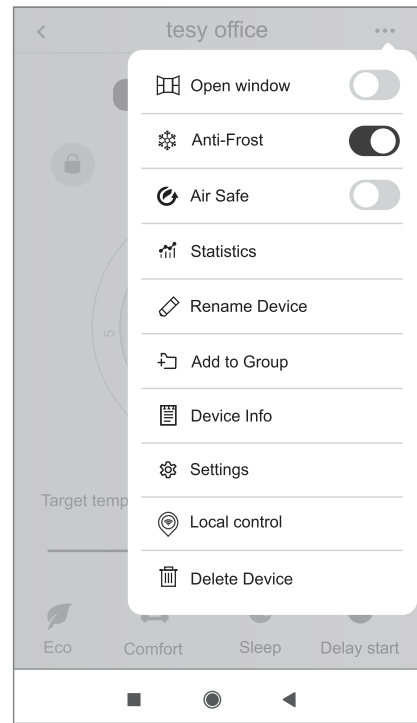 tesy office
Open window
Anti-Frost
Air Safe
5
Statistics
Rename Device
Add to Group
Device Info
Settings
Target temp
Local control
Delete Device
Eco Comfort Sleep Delay start